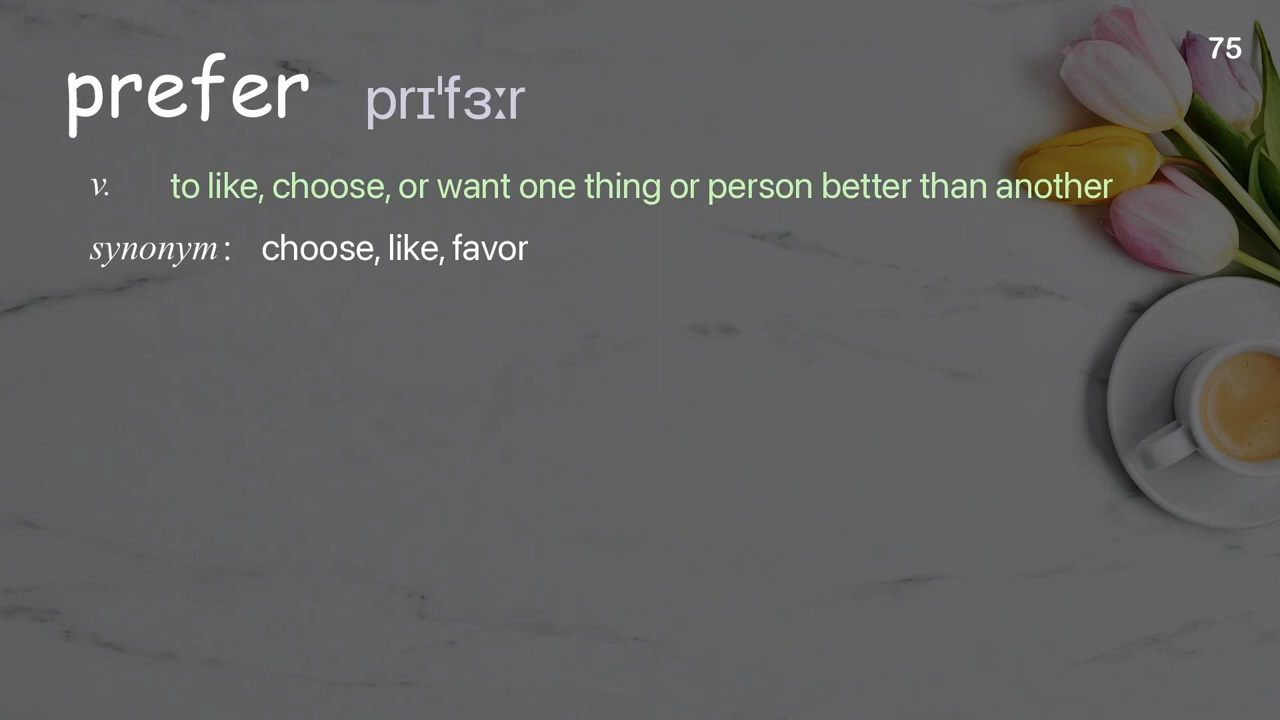 75
prefer prɪˈfɜːr
v. to like, choose, or want one thing or person better than another
synonym: choose, like, favor